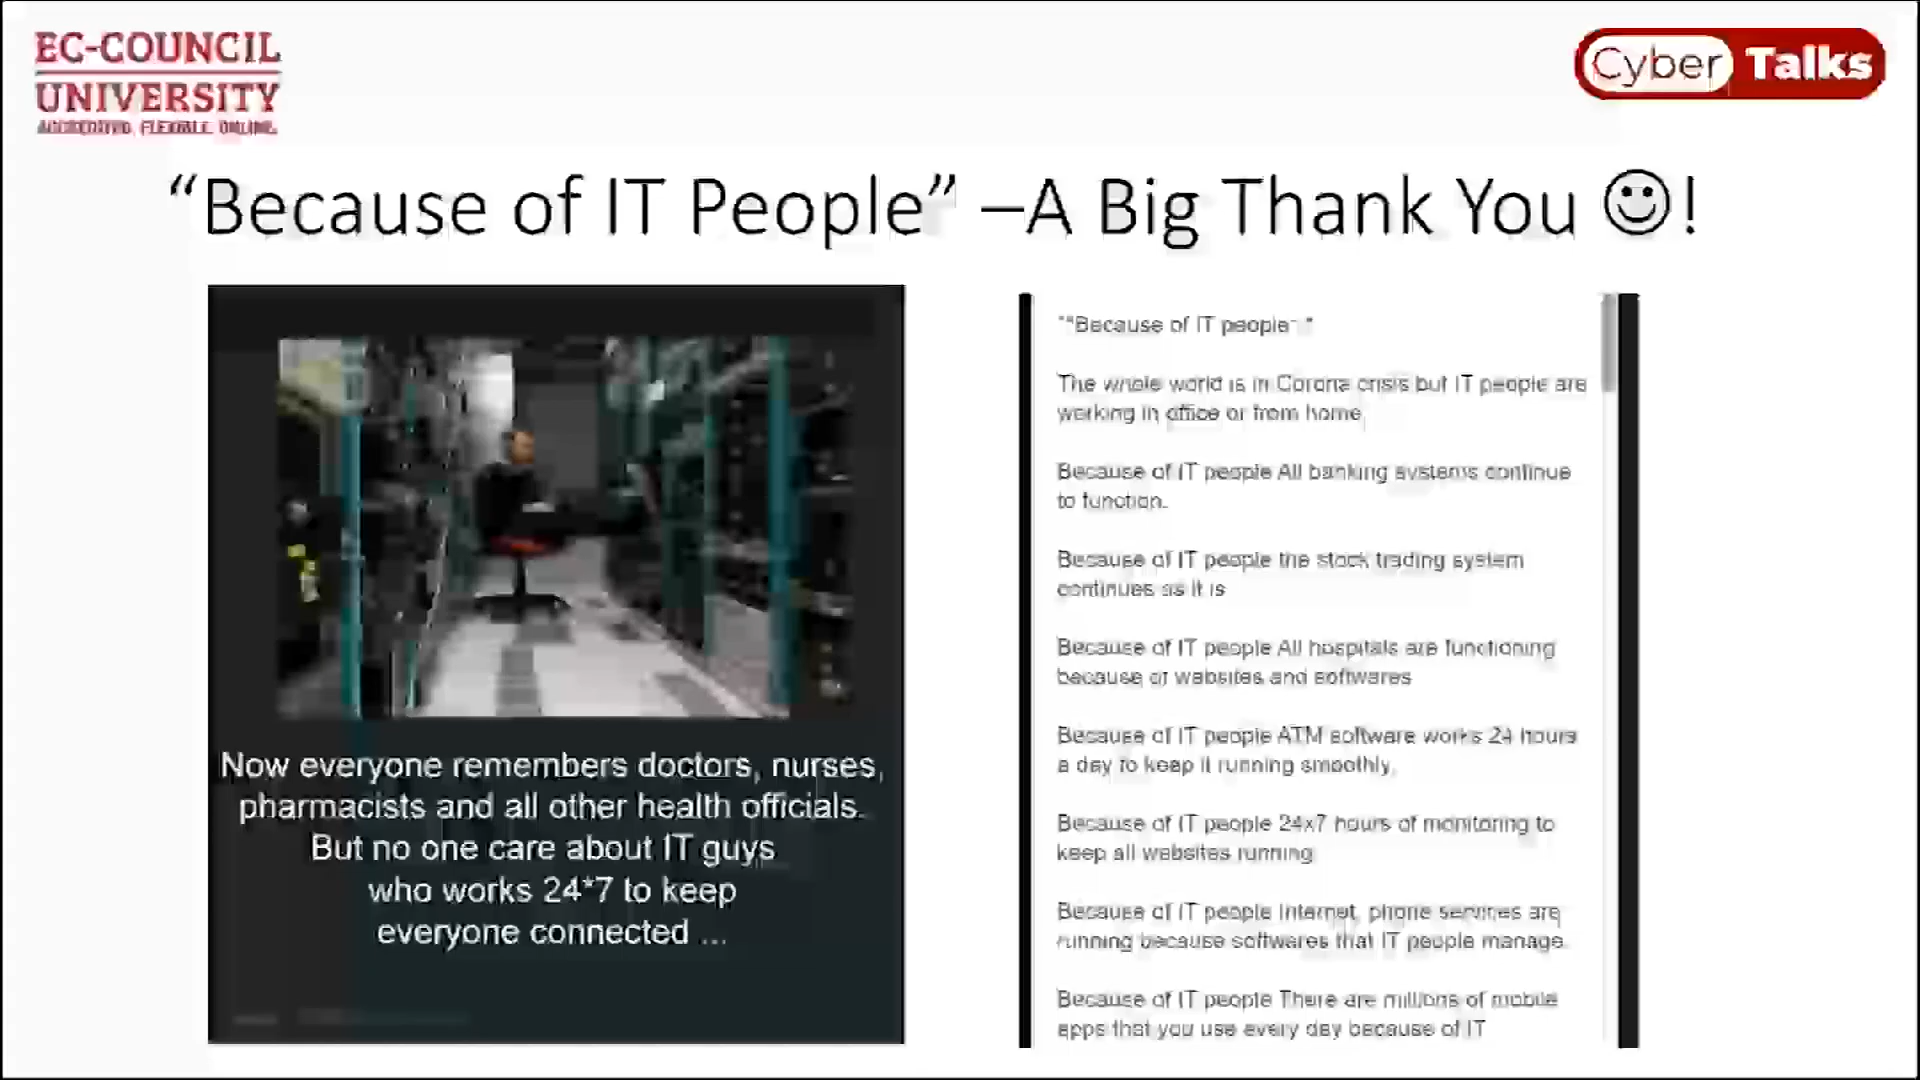 EC-COUNCIL
UNIVERSITY
ACCREDITED. FLEXIBLE. ONLINE.
Cyber Talks
“Because of IT People” –A Big Thank You ☺!
Now everyone remembers doctors, nurses,
pharmacists and all other health officials.
But no one care about IT guys
who works 24*7 to keep
everyone connected ...
"*Because of IT people*
The whole world is in Corona crisis but IT people are
working in office or from home
Because of IT people All banking systems continue
to function.
Because of IT people the stock trading system
continues as it is
Because of IT people All hospitals are functioning
because of websites and softwares
Because of IT people ATM software works 24 hours
a day to keep it running smoothly,
Because of IT people 24x7 hours of monitoring to
keep all websites running
Because of IT people Internet, phone services are
running because softwares that IT people manage.
Because of IT people There are millions of mobile
apps that you use every day because of IT